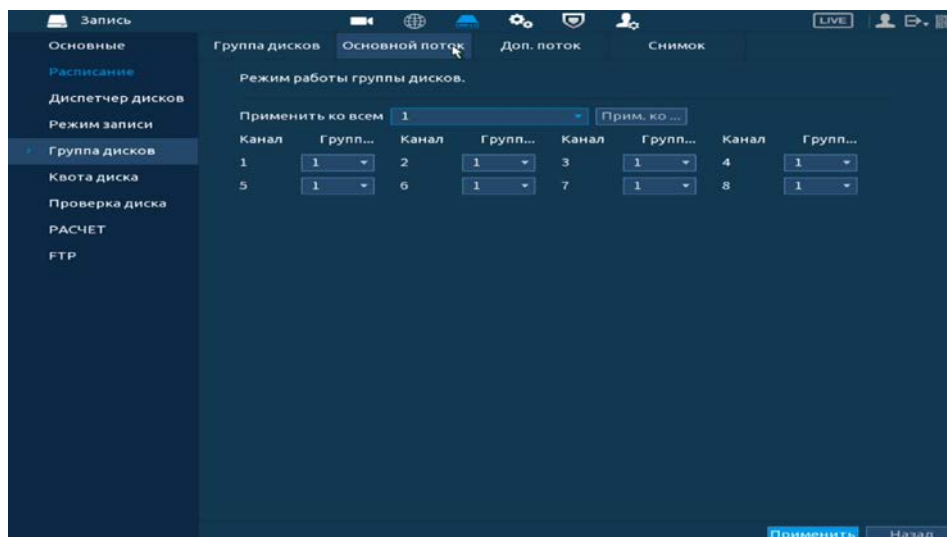 Запись
LIVE
Основные
Группа дисков Основной поток Доп. поток Снимок
Расписание
Режим работы группы дисков.
Диспетчер дисков
Применить ко всем 1 Прим. ко ...
Режим записи
Канал Групп... Канал Групп... Канал Групп... Канал Групп...
Группа дисков
1 1 2 1 3 1 4 1
Квота диска
5 1 6 1 7 1 8 1
Проверка диска
РАСЧЕТ
FTP
Применить Назад